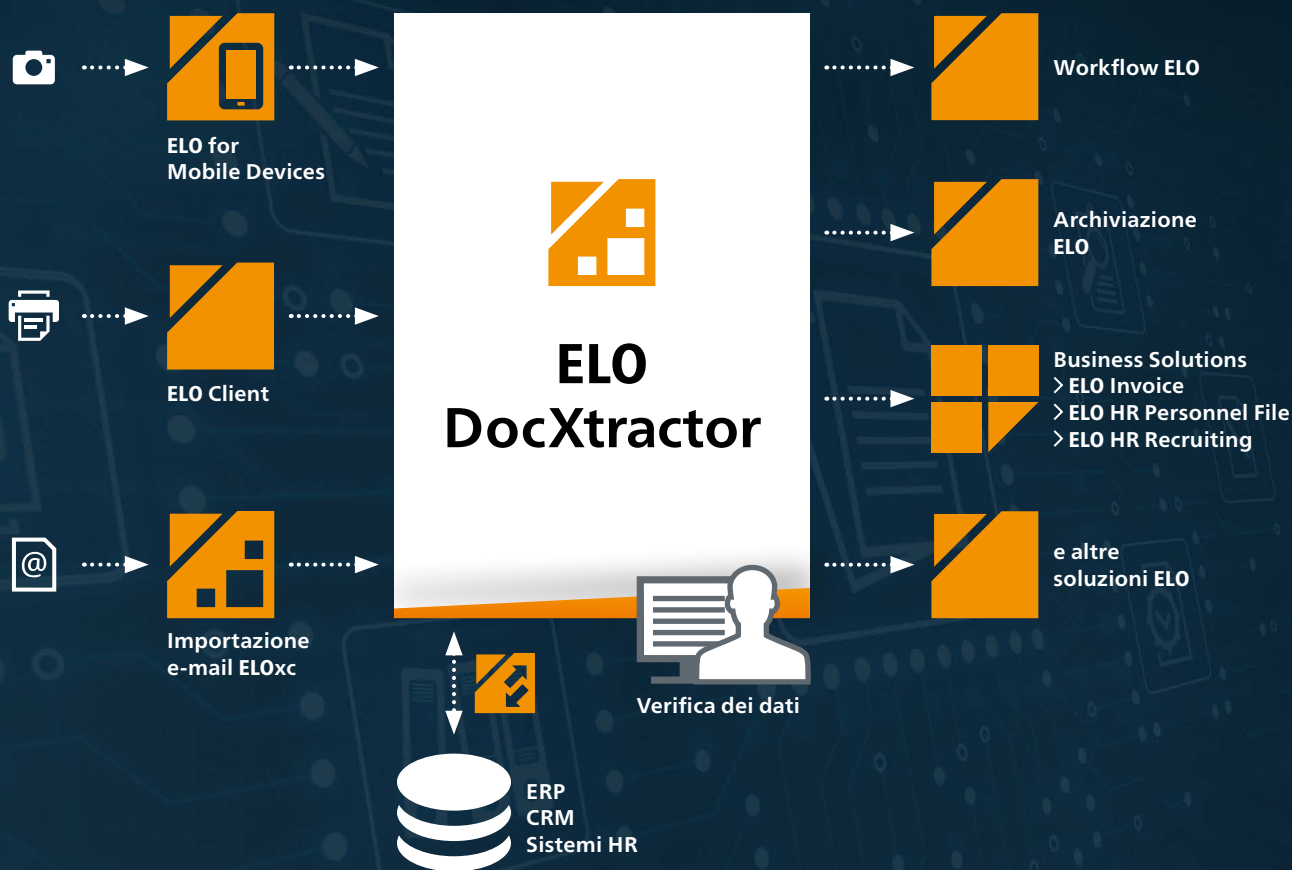 ELO for
Mobile Devices
ELO Client
@
Importazione
e-mail ELOxc
ELO
DocXtractor
Verifica dei dati
ERP
CRM
Sistemi HR
Workflow ELO
Archiviazione
ELO
Business Solutions
> ELO Invoice
> ELO HR Personnel File
> ELO HR Recruiting
e altre
soluzioni ELO